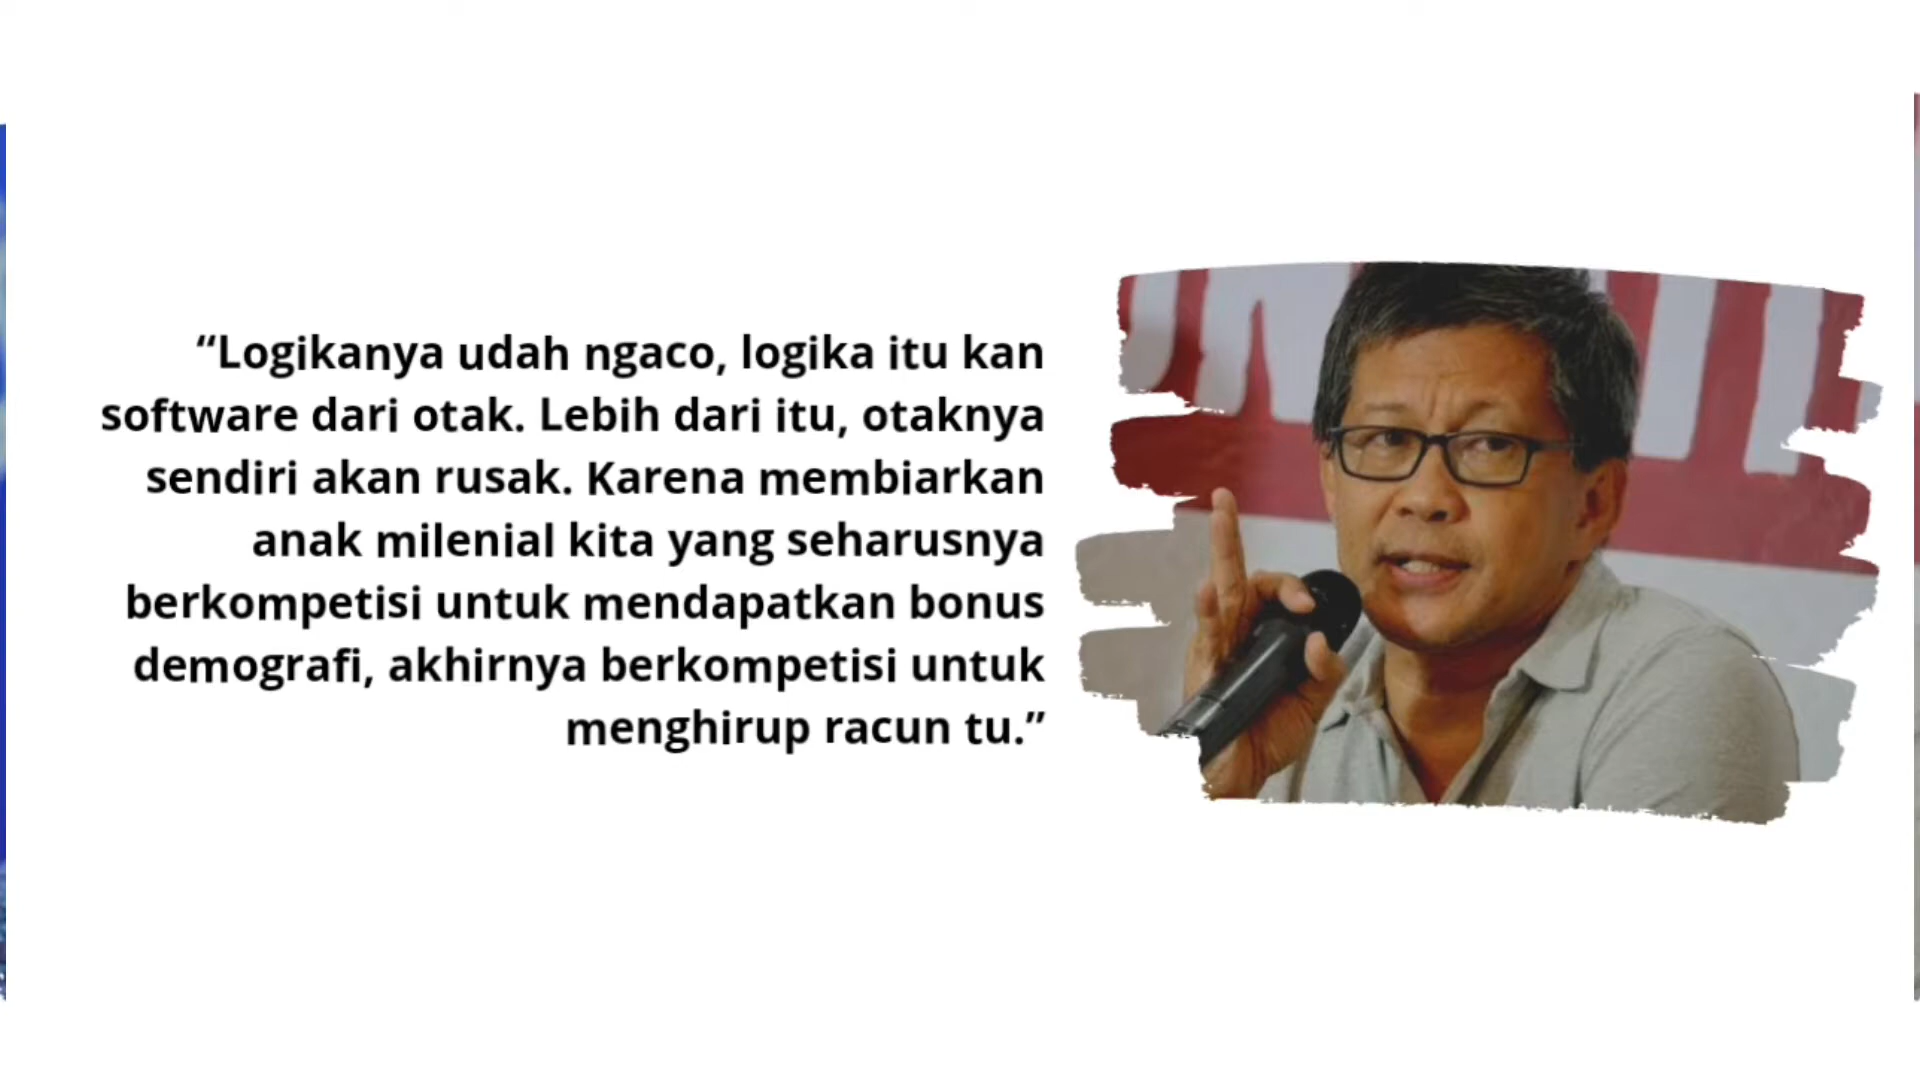 “Logikanya udah ngaco, logika itu kan
software dari otak. Lebih dari itu, otaknya
sendiri akan rusak. Karena membiarkan
anak milenial kita yang seharusnya
berkompetisi untuk mendapatkan bonus
demografi, akhirnya berkompetisi untuk
menghirup racun tu.”